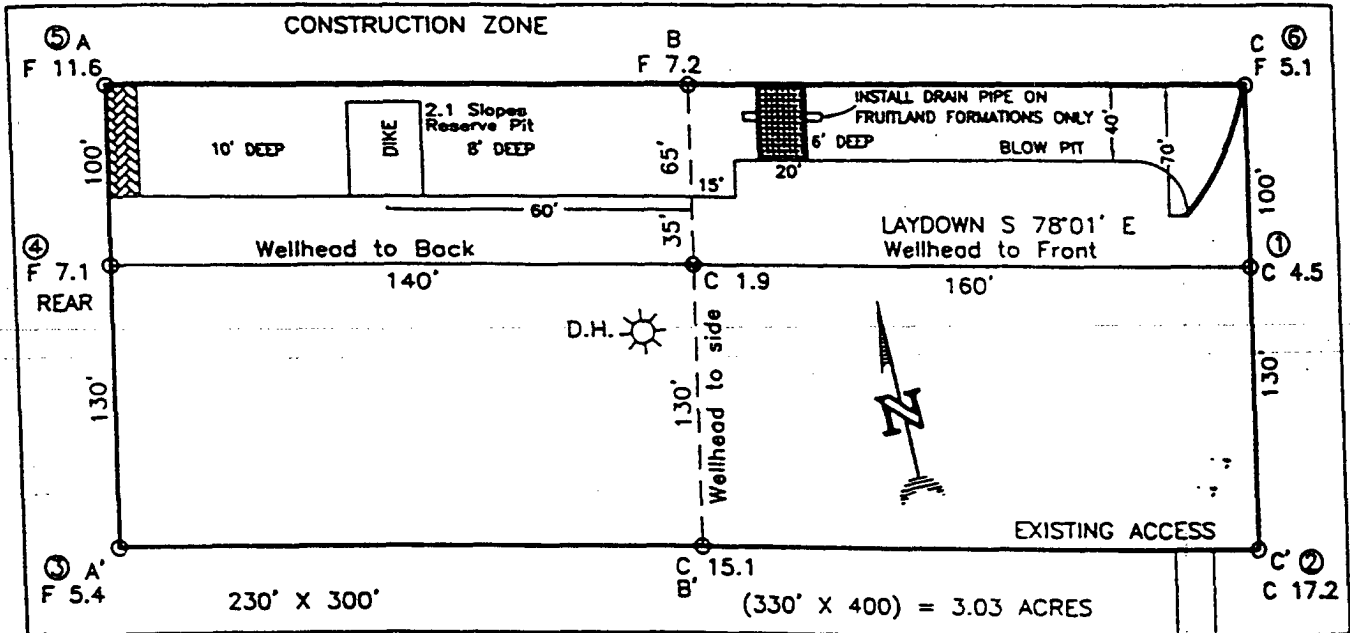 CONSTRUCTION ZONE
⑤ A
F 11.6
B
F 7.2
C ⑥
F 5.1
INSTALL DRAIN PIPE ON
FRUITLAND FORMATIONS ONLY
2.1 Slopes
Reserve Pit
DIKE
10' DEEP
8' DEEP
6' DEEP
BLOW PIT
40'
70'
100'
65'
20'
15'
100'
60'
35'
LAYDOWN S 78°01' E
Wellhead to Front
Wellhead to Back
④
F 7.1
REAR
①
C 4.5
140'
C 1.9
160'
D.H.
Wellhead to side
130'
130'
130'
N
EXISTING ACCESS
③ A'
F 5.4
C 15.1
B'
C' ②
C 17.2
230' X 300'
(330' X 400) = 3.03 ACRES